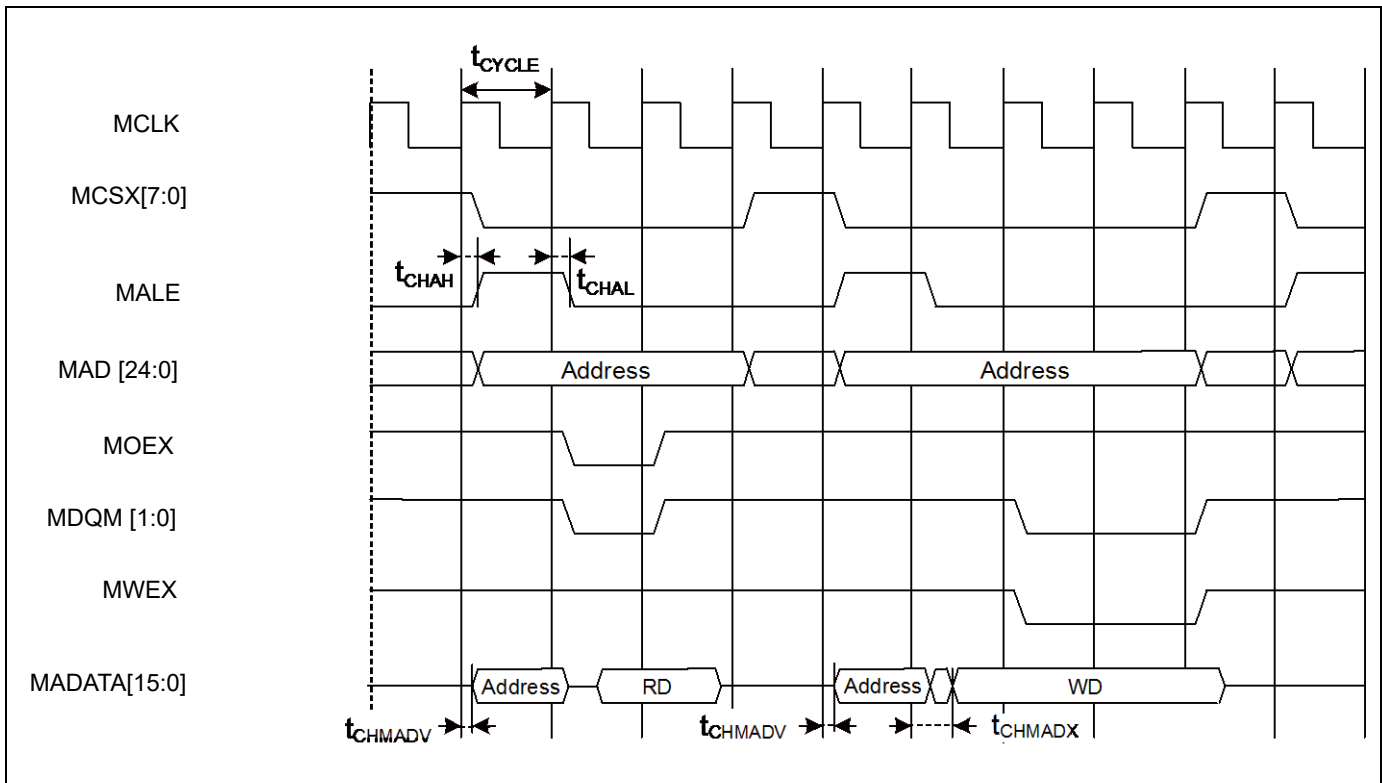 tCYCLE
MCLK
MCSX[7:0]
tCHAH
tCHAL
MALE
MAD [24:0]
Address
Address
MOEX
MDQM [1:0]
MWEX
MADATA[15:0]
Address
RD
Address
WD
tCHMADV
tCHMADV
tCHMADX